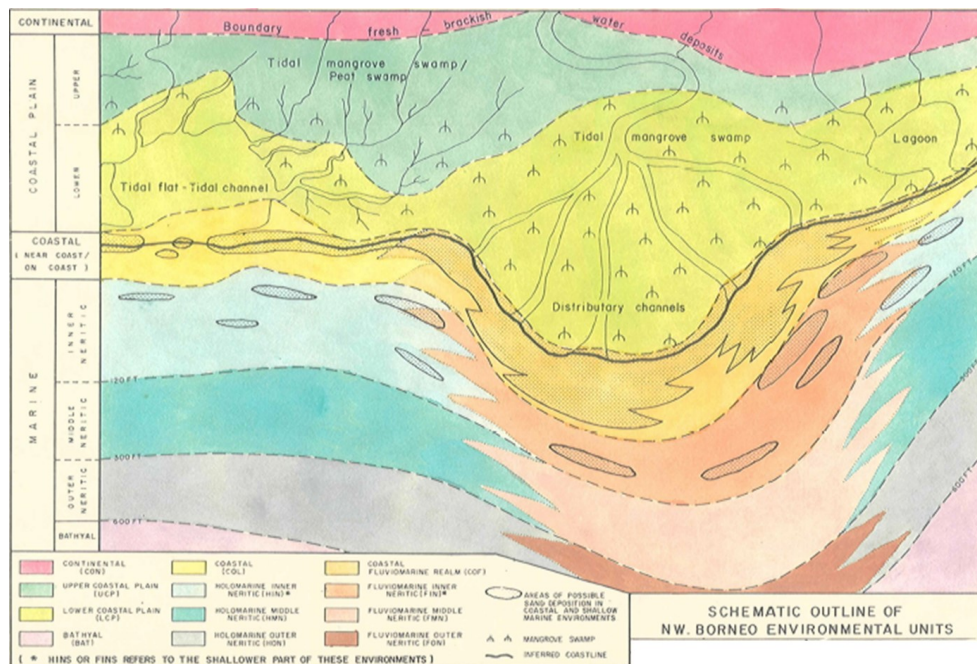 CONTINENTAL
Boundary fresh brackish water deposits
Tidal mangrove swamp/
Peat swamp
UPPER
COASTAL PLAIN
Tidal mangrove swamp
Lagoon
LOWER
Tidal flat - Tidal channel
COASTAL
( NEAR COAST/
ON COAST )
120 FT
Distributary channels
INNER
NERITIC
MARINE
120 FT
300 FT
MIDDLE
NERITIC
300 FT
600 FT
OUTER
NERITIC
600 FT
BATHYAL
CONTINENTAL
(CON)
COASTAL
(COL)
COASTAL
FLUVIOMARINE REALM (COF)
UPPER COASTAL PLAIN
(UCP)
HOLOMARINE INNER
NERITIC (HIN)*
FLUVIOMARINE INNER
NERITIC (FIN)*
AREAS OF POSSIBLE
SAND DEPOSITION IN
COASTAL AND SHALLOW
MARINE ENVIRONMENTS
LOWER COASTAL PLAIN
(LCP)
HOLOMARINE MIDDLE
NERITIC (HMN)
FLUVIOMARINE MIDDLE
NERITIC (FMN)
MANGROVE SWAMP
BATHYAL
(BAT)
HOLOMARINE OUTER
NERITIC (HON)
FLUVIOMARINE OUTER
NERITIC (FON)
INFERRED COASTLINE
( * HINS OR FINS REFERS TO THE SHALLOWER PART OF THESE ENVIRONMENTS )
SCHEMATIC OUTLINE OF
NW. BORNEO ENVIRONMENTAL UNITS